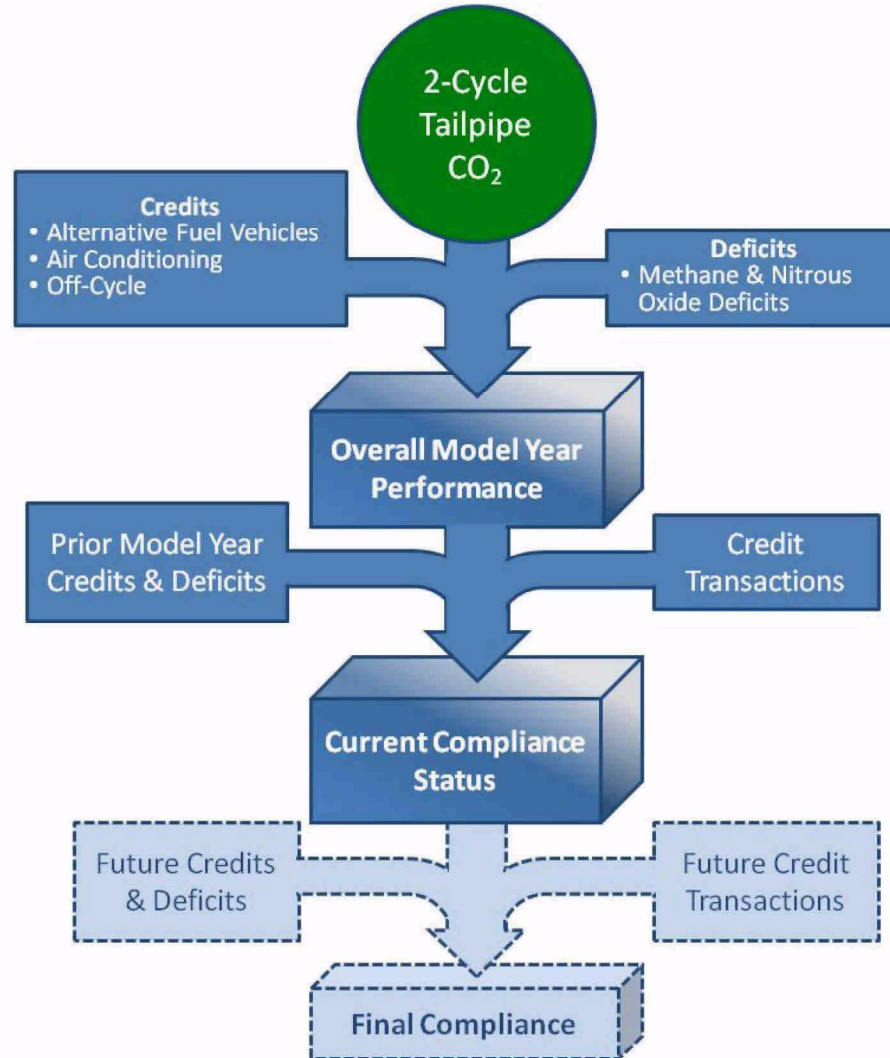 2-Cycle
Tailpipe
CO₂
Credits
• Alternative Fuel Vehicles
• Air Conditioning
• Off-Cycle
Deficits
• Methane & Nitrous
Oxide Deficits
Overall Model Year
Performance
Prior Model Year
Credits & Deficits
Credit
Transactions
Current Compliance
Status
Future Credits
& Deficits
Future Credit
Transactions
Final Compliance